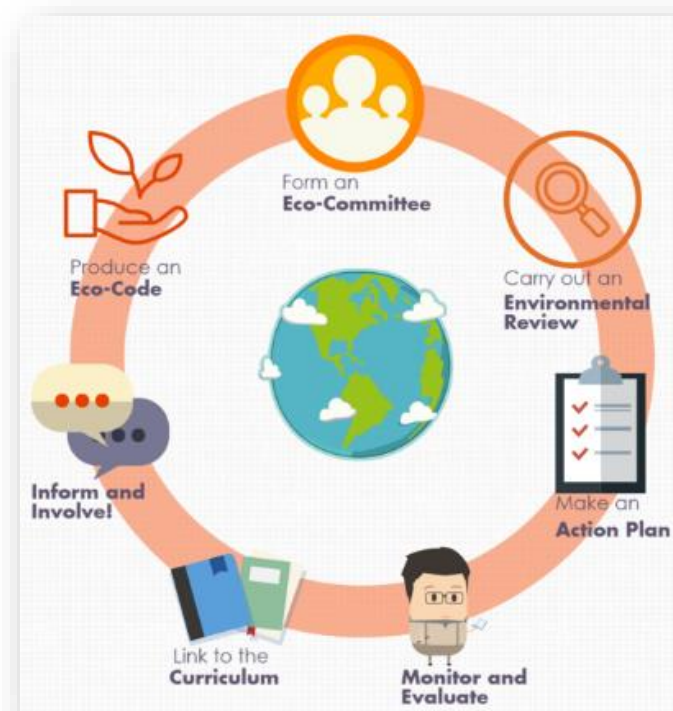 Form an
Eco-Committee
Carry out an
Environmental
Review
Make an
Action Plan
Monitor and
Evaluate
Link to the
Curriculum
Inform and
Involve!
Produce an
Eco-Code